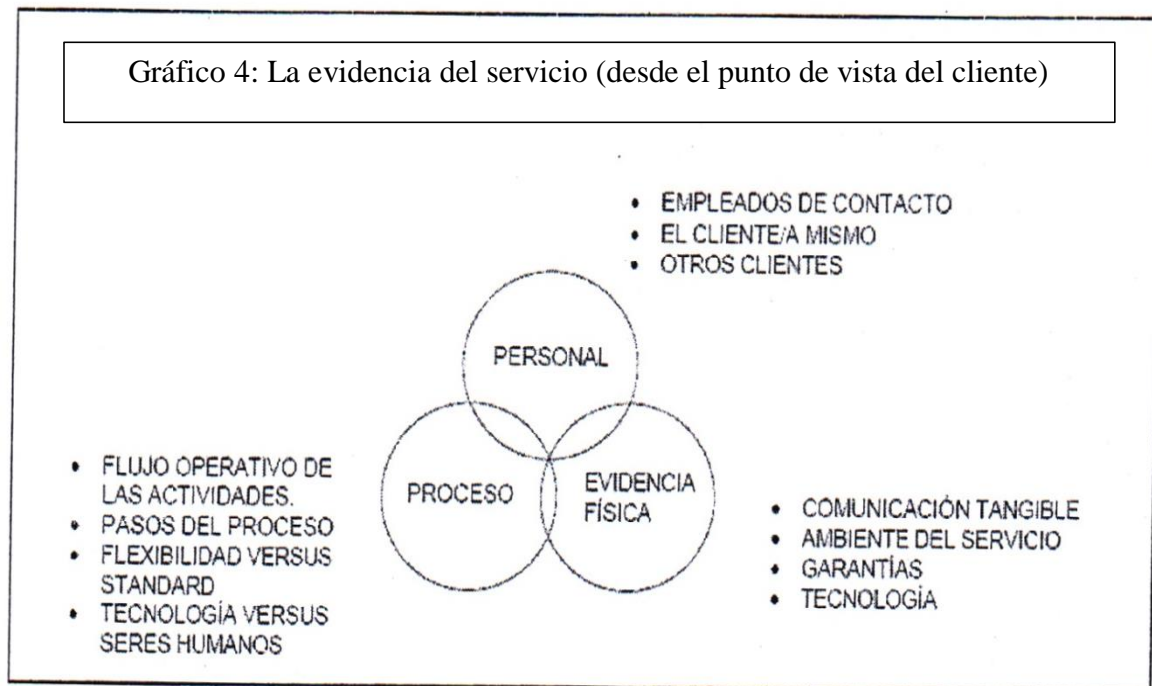 Gráfico 4: La evidencia del servicio (desde el punto de vista del cliente)
• EMPLEADOS DE CONTACTO
• EL CLIENTE/A MISMO
• OTROS CLIENTES
PERSONAL
PROCESO
EVIDENCIA
FÍSICA
• FLUJO OPERATIVO DE
LAS ACTIVIDADES.
• PASOS DEL PROCESO
• FLEXIBILIDAD VERSUS
STANDARD
• TECNOLOGÍA VERSUS
SERES HUMANOS
• COMUNICACIÓN TANGIBLE
• AMBIENTE DEL SERVICIO
• GARANTÍAS
• TECNOLOGÍA